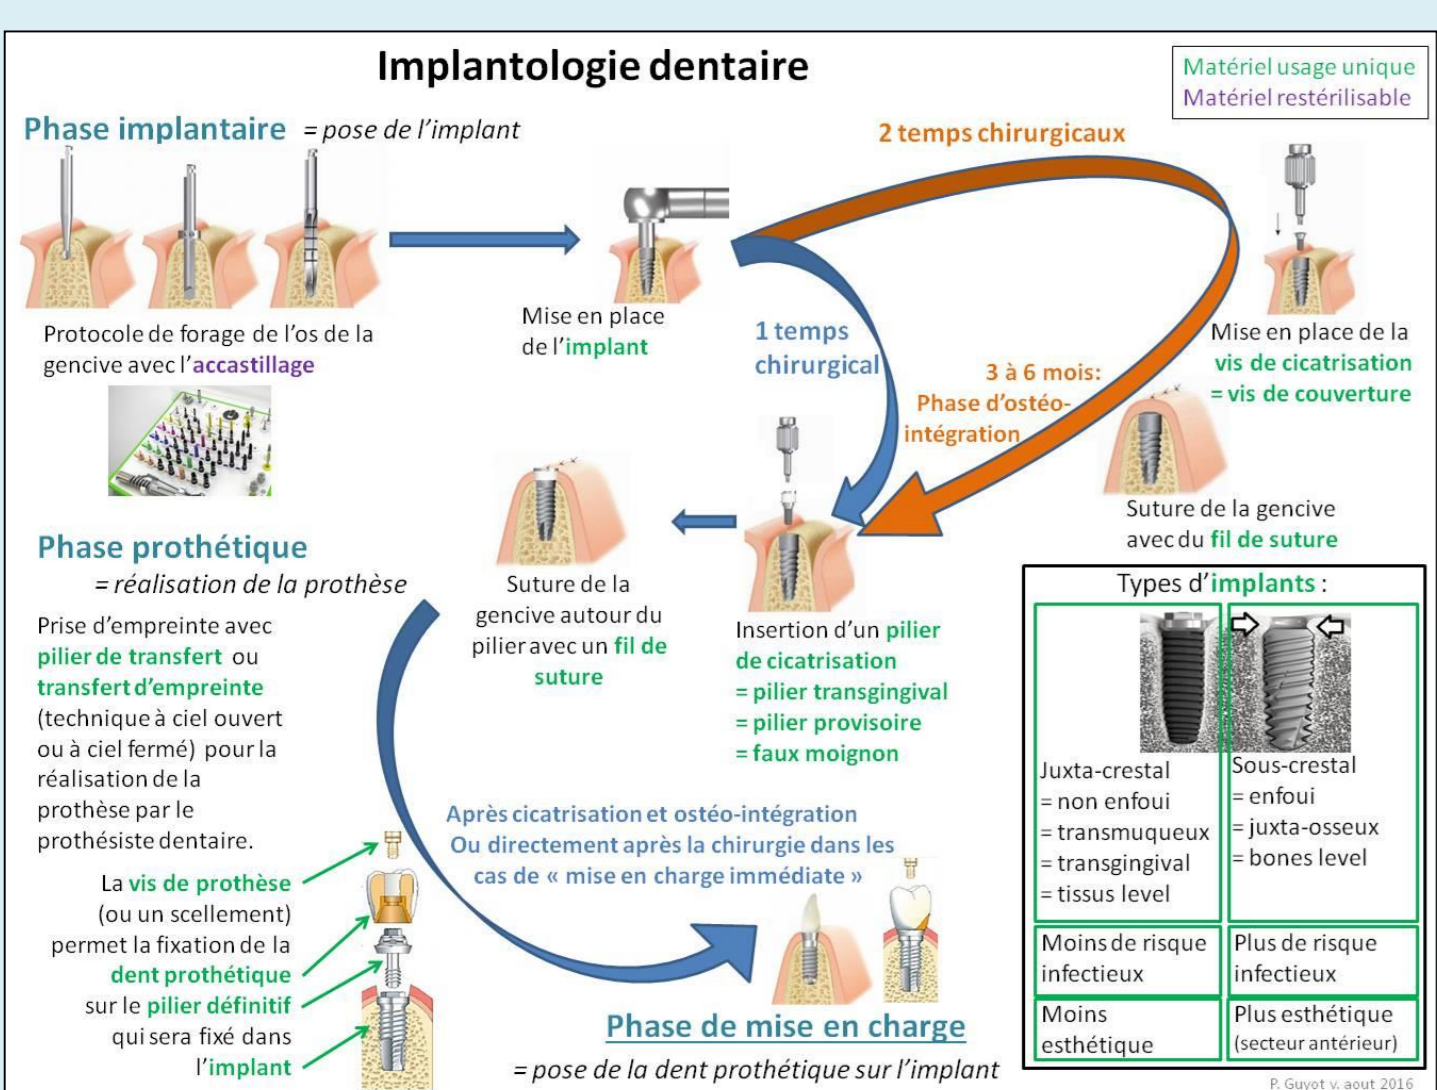 Implantologie dentaire
Matériel usage unique
Matériel restérilisable
Phase implantaire = pose de l'implant
2 temps chirurgicaux
Protocole de forage de l'os de la
gencive avec l'accastillage
Mise en place
de l'implant
1 temps
chirurgical
3 à 6 mois:
Phase d'ostéo-
intégration
Mise en place de la
vis de cicatrisation
= vis de couverture
Suture de la gencive
avec du fil de suture
Suture de la
gencive autour du
pilier avec un fil de
suture
Insertion d'un pilier
de cicatrisation
= pilier transgingival
= pilier provisoire
= faux moignon
Phase prothétique
= réalisation de la prothèse
Prise d'empreinte avec
pilier de transfert ou
transfert d'empreinte
(technique à ciel ouvert
ou à ciel fermé) pour la
réalisation de la
prothèse par le
prothésiste dentaire.
La vis de prothèse
(ou un scellement)
permet la fixation de la
dent prothétique
sur le pilier définitif
qui sera fixé dans
l'implant
Après cicatrisation et ostéo-intégration
Ou directement après la chirurgie dans les
cas de « mise en charge immédiate »
Phase de mise en charge
= pose de la dent prothétique sur l'implant
Types d'implants :
Juxta-crestal
= non enfoui
= transmuqueux
= transgingival
= tissus level
Sous-crestal
= enfoui
= juxta-osseux
= bones level
Moins de risque
infectieux
Plus de risque
infectieux
Moins
esthétique
Plus esthétique
(secteur antérieur)
P. Guyot v. aout 2016